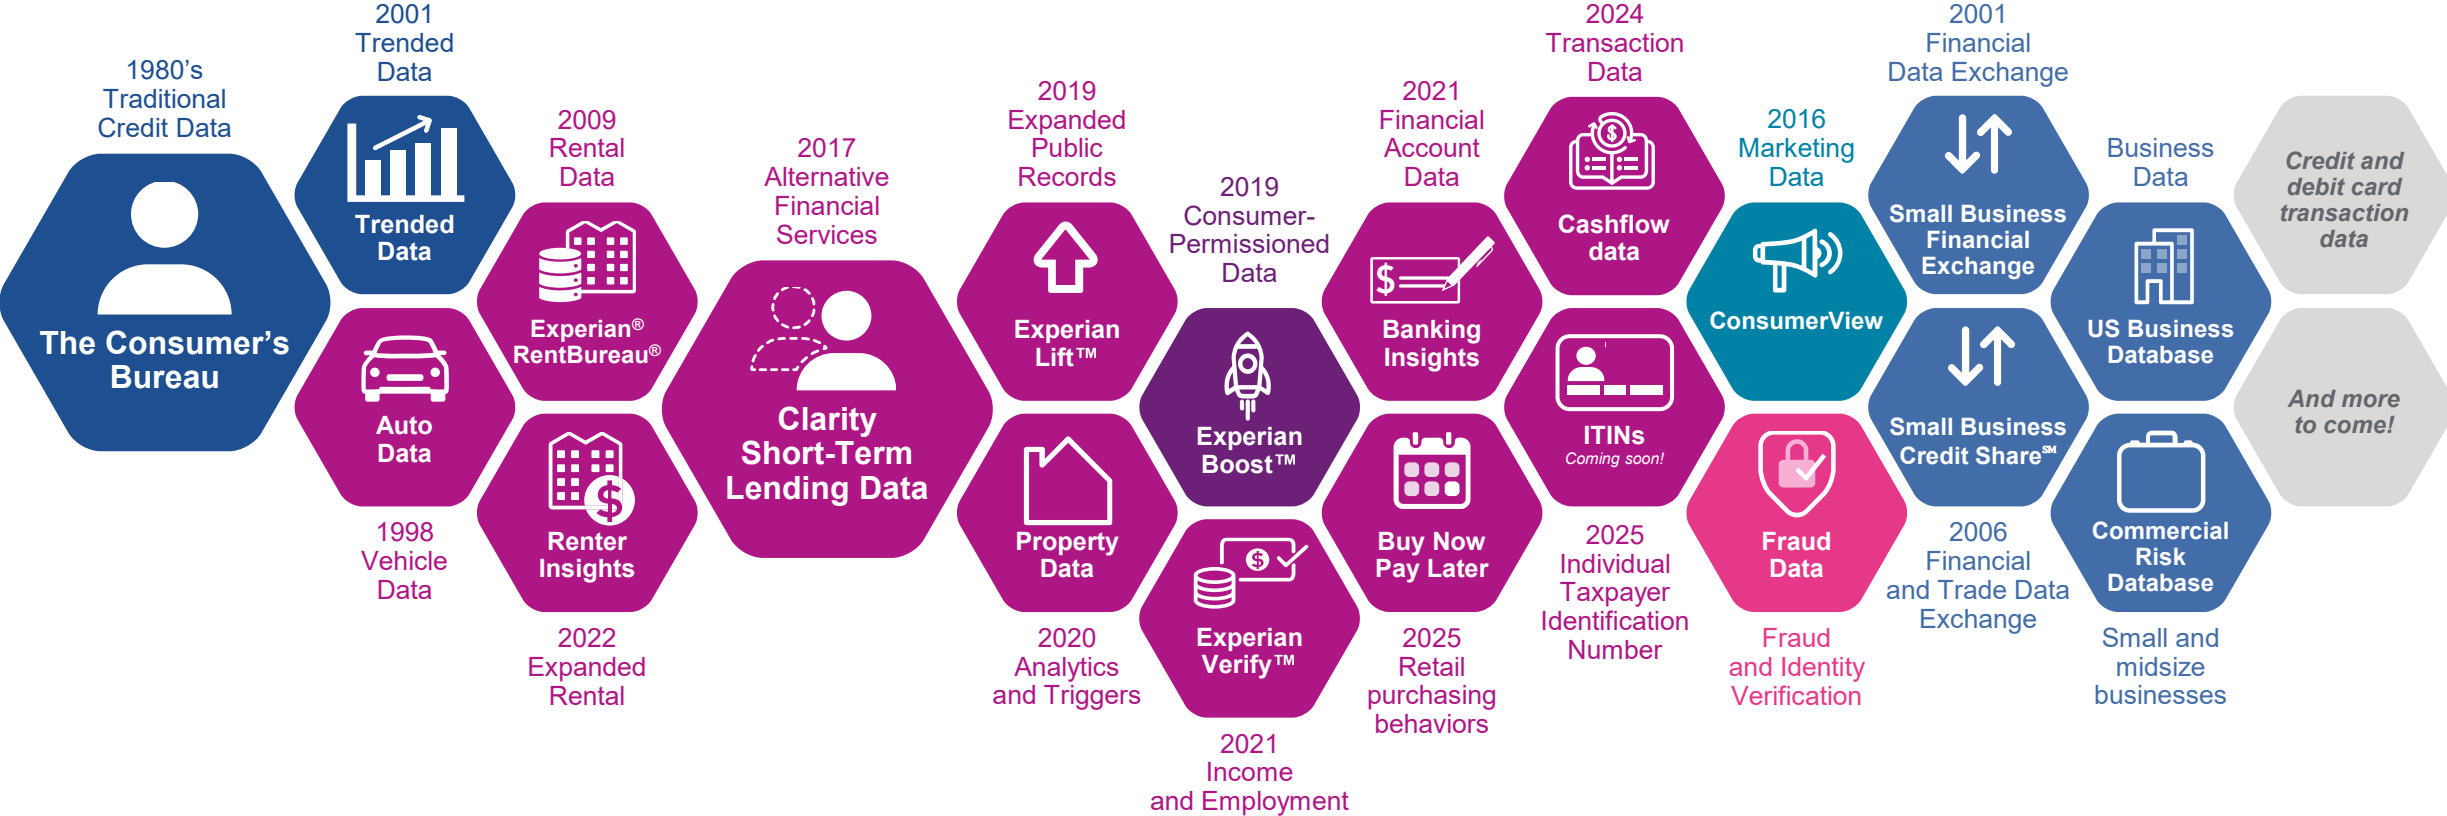 1980's
Traditional
Credit Data
The Consumer's
Bureau
2001
Trended
Data
Trended
Data
Auto
Data
1998
Vehicle
Data
2009
Rental
Data
Experian®
RentBureau®
Renter
Insights
2022
Expanded
Rental
2017
Alternative
Financial
Services
Clarity
Short-Term
Lending Data
2019
Expanded
Public
Records
Experian
Lift™
Property
Data
2020
Analytics
and Triggers
2019
Consumer-
Permissioned
Data
Experian
Boost™
Experian
Verify™
2021
Income
and Employment
2021
Financial
Account
Data
Banking
Insights
Buy Now
Pay Later
2025
Retail
purchasing
behaviors
2024
Transaction
Data
Cashflow
data
ITINs
Coming soon!
2025
Individual
Taxpayer
Identification
Number
2016
Marketing
Data
ConsumerView
Fraud
Data
Fraud
and Identity
Verification
2001
Financial
Data Exchange
Small Business
Financial
Exchange
Small Business
Credit Share℠
2006
Financial
and Trade Data
Exchange
Business
Data
US Business
Database
Commercial
Risk
Database
Small and
midsize
businesses
Credit and
debit card
transaction
data
And more
to come!